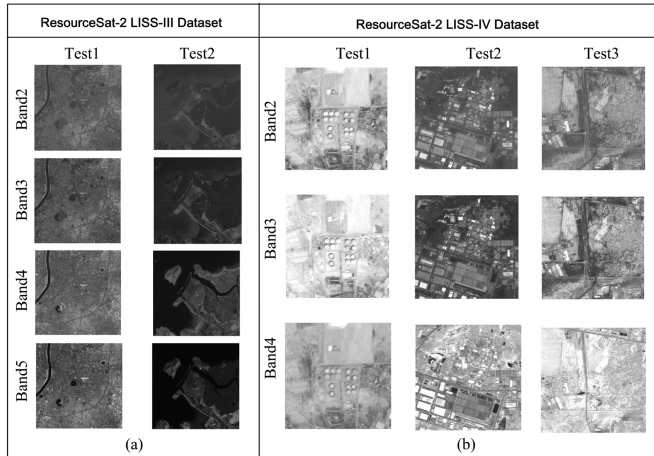 ResourceSat-2 LISS-III Dataset
Test1 Test2
Band2
Band3
Band4
Band5
(a)
ResourceSat-2 LISS-IV Dataset
Test1 Test2 Test3
Band2
Band3
Band4
(b)